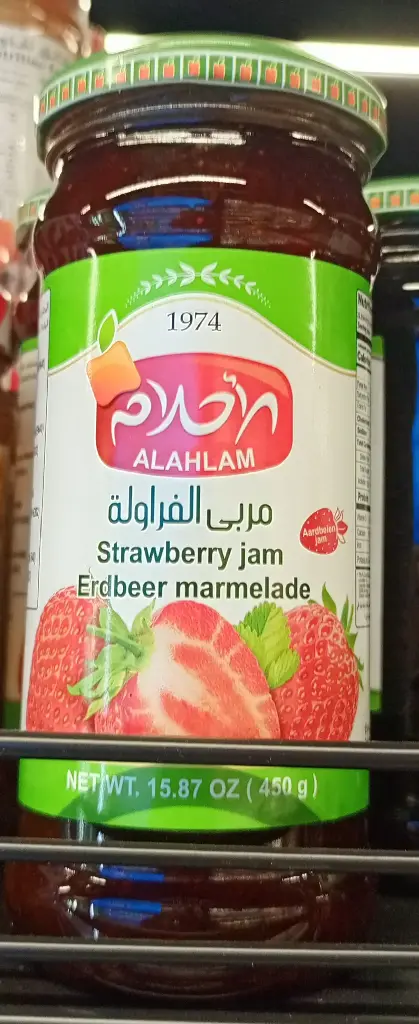 1974
الأحلام
ALAHLAM
مربى الفراولة
Strawberry jam
Erdbeer marmelade
Aardbeien
jam
NET WT. 15.87 OZ ( 450 g )